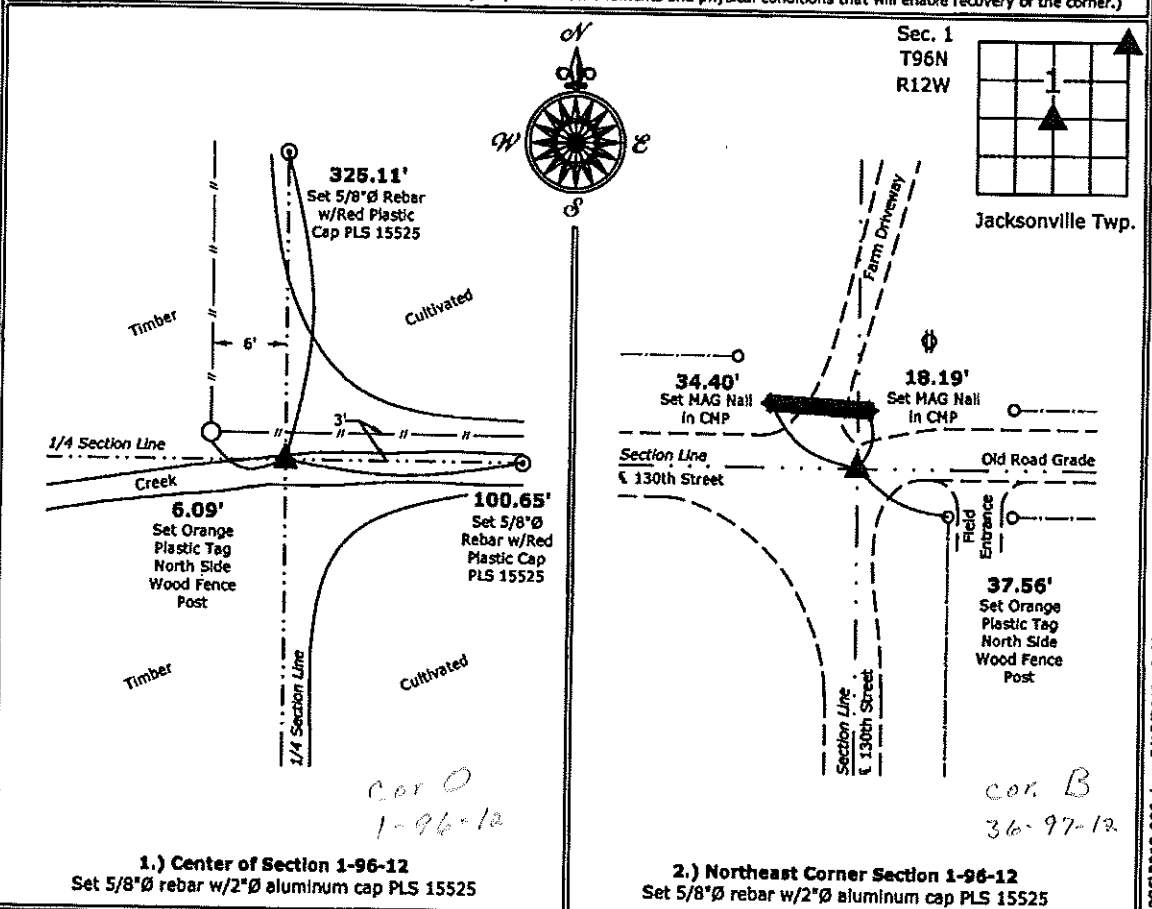 and physical conditions that will enable recovery of the corner.)
N
W
E
S
Sec. 1
T96N
R12W
1
Jacksonville Twp.
325.11'
Set 5/8"Ø Rebar
w/Red Plastic
Cap PLS 15525
Timber
Cultivated
6'
3'
1/4 Section Line
Creek
6.09'
Set Orange
Plastic Tag
North Side
Wood Fence
Post
100.65'
Set 5/8"Ø
Rebar w/Red
Plastic Cap
PLS 15525
Timber
Cultivated
1/4 Section Line
cor O
1-96-12
1.) Center of Section 1-96-12
Set 5/8"Ø rebar w/2"Ø aluminum cap PLS 15525
Farm Driveway
34.40'
Set MAG Nail
in CMP
18.19'
Set MAG Nail
in CMP
Section Line
℄ 130th Street
Old Road Grade
Field
Entrance
37.56'
Set Orange
Plastic Tag
North Side
Wood Fence
Post
Section Line
℄ 130th Street
cor. B
36-97-12
2.) Northeast Corner Section 1-96-12
Set 5/8"Ø rebar w/2"Ø aluminum cap PLS 15525